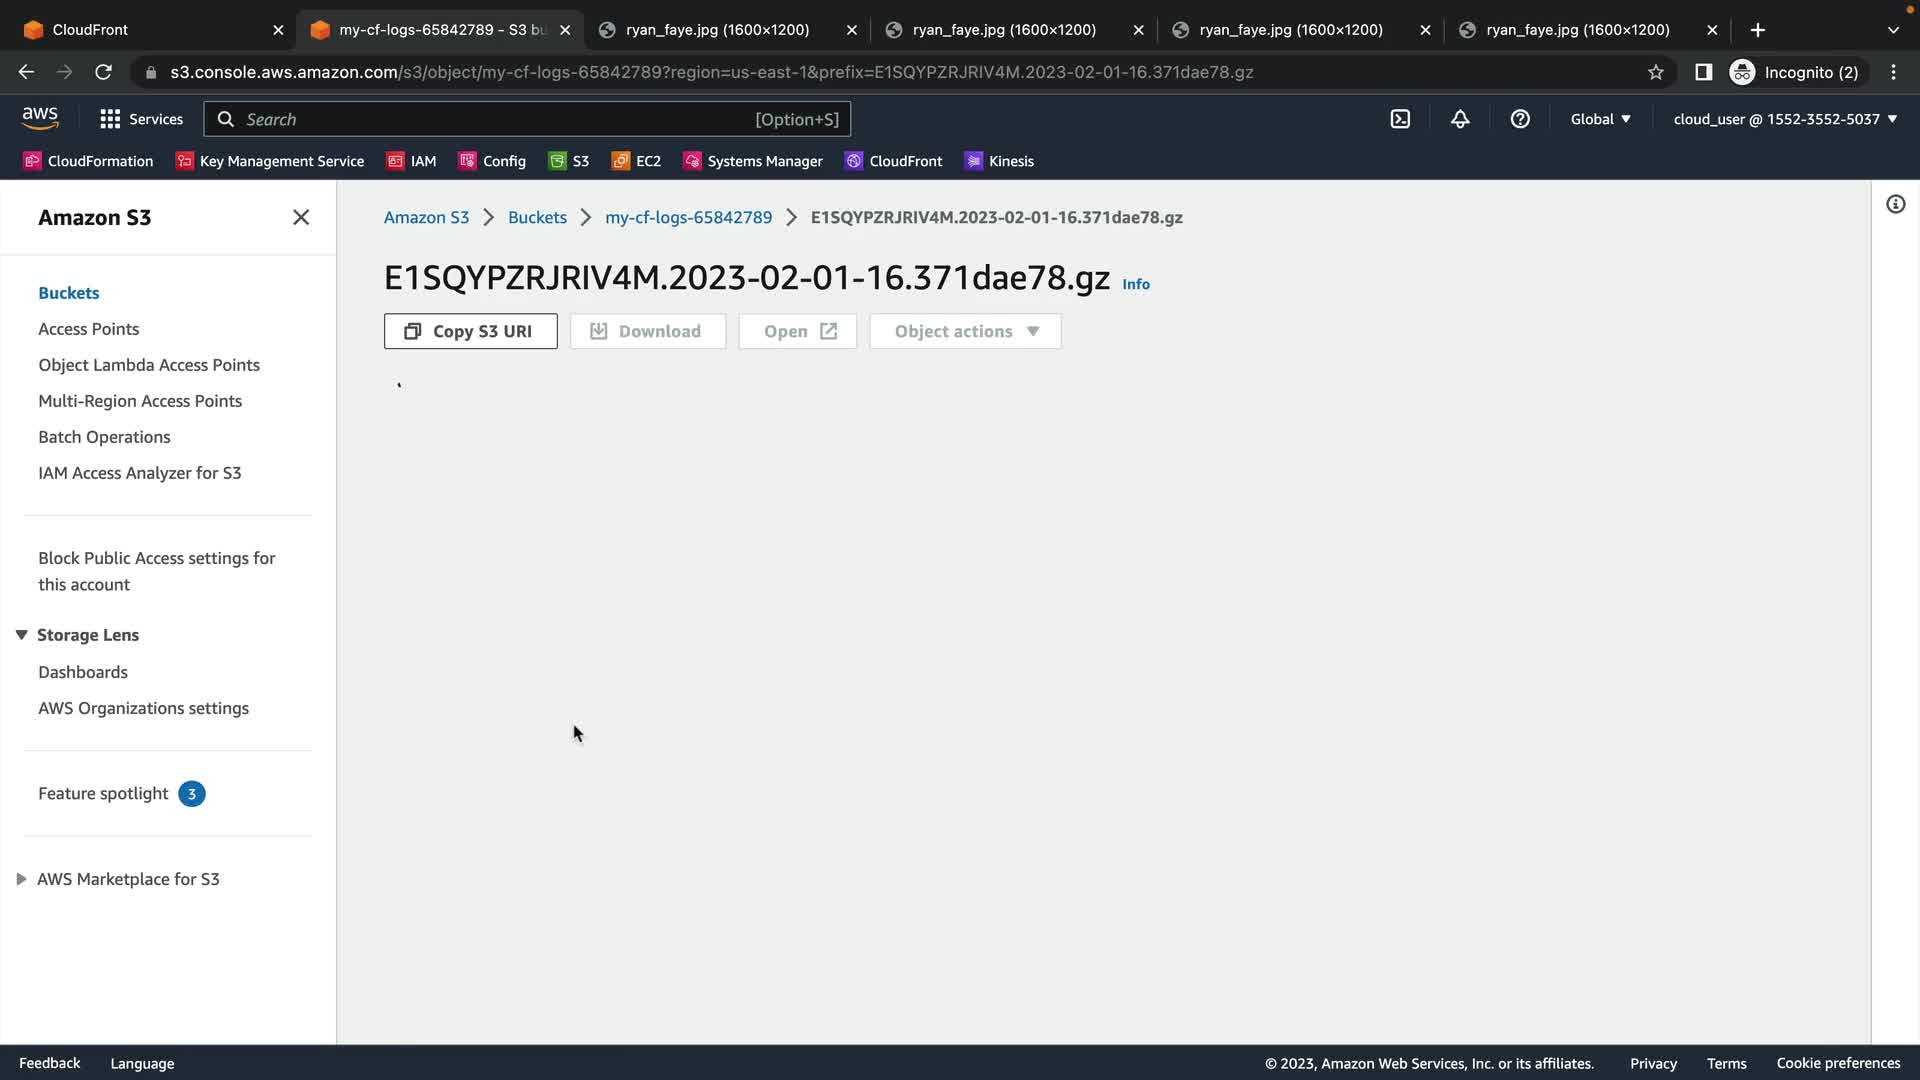 CloudFront
my-cf-logs-65842789 - S3 bu
ryan_faye.jpg (1600×1200)
ryan_faye.jpg (1600×1200)
ryan_faye.jpg (1600×1200)
ryan_faye.jpg (1600×1200)
s3.console.aws.amazon.com/s3/object/my-cf-logs-65842789?region=us-east-1&prefix=E1SQYPZRJRIV4M.2023-02-01-16.371dae78.gz
Incognito (2)
aws
Services
Search
[Option+S]
Global
cloud_user @ 1552-3552-5037
CloudFormation
Key Management Service
IAM
Config
S3
EC2
Systems Manager
CloudFront
Kinesis
Amazon S3
Buckets
Access Points
Object Lambda Access Points
Multi-Region Access Points
Batch Operations
IAM Access Analyzer for S3
Block Public Access settings for
this account
Storage Lens
Dashboards
AWS Organizations settings
Feature spotlight 3
AWS Marketplace for S3
Amazon S3 > Buckets > my-cf-logs-65842789 > E1SQYPZRJRIV4M.2023-02-01-16.371dae78.gz
E1SQYPZRJRIV4M.2023-02-01-16.371dae78.gz Info
Copy S3 URI
Download
Open
Object actions
Feedback
Language
© 2023, Amazon Web Services, Inc. or its affiliates.
Privacy
Terms
Cookie preferences